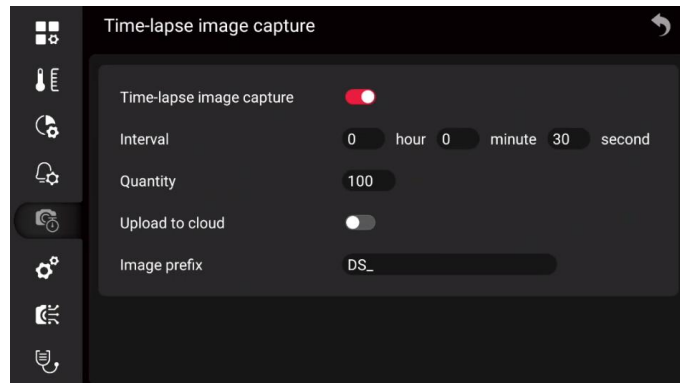 Time-lapse image capture
Time-lapse image capture
Interval 0 hour 0 minute 30 second
Quantity 100
Upload to cloud
Image prefix DS_